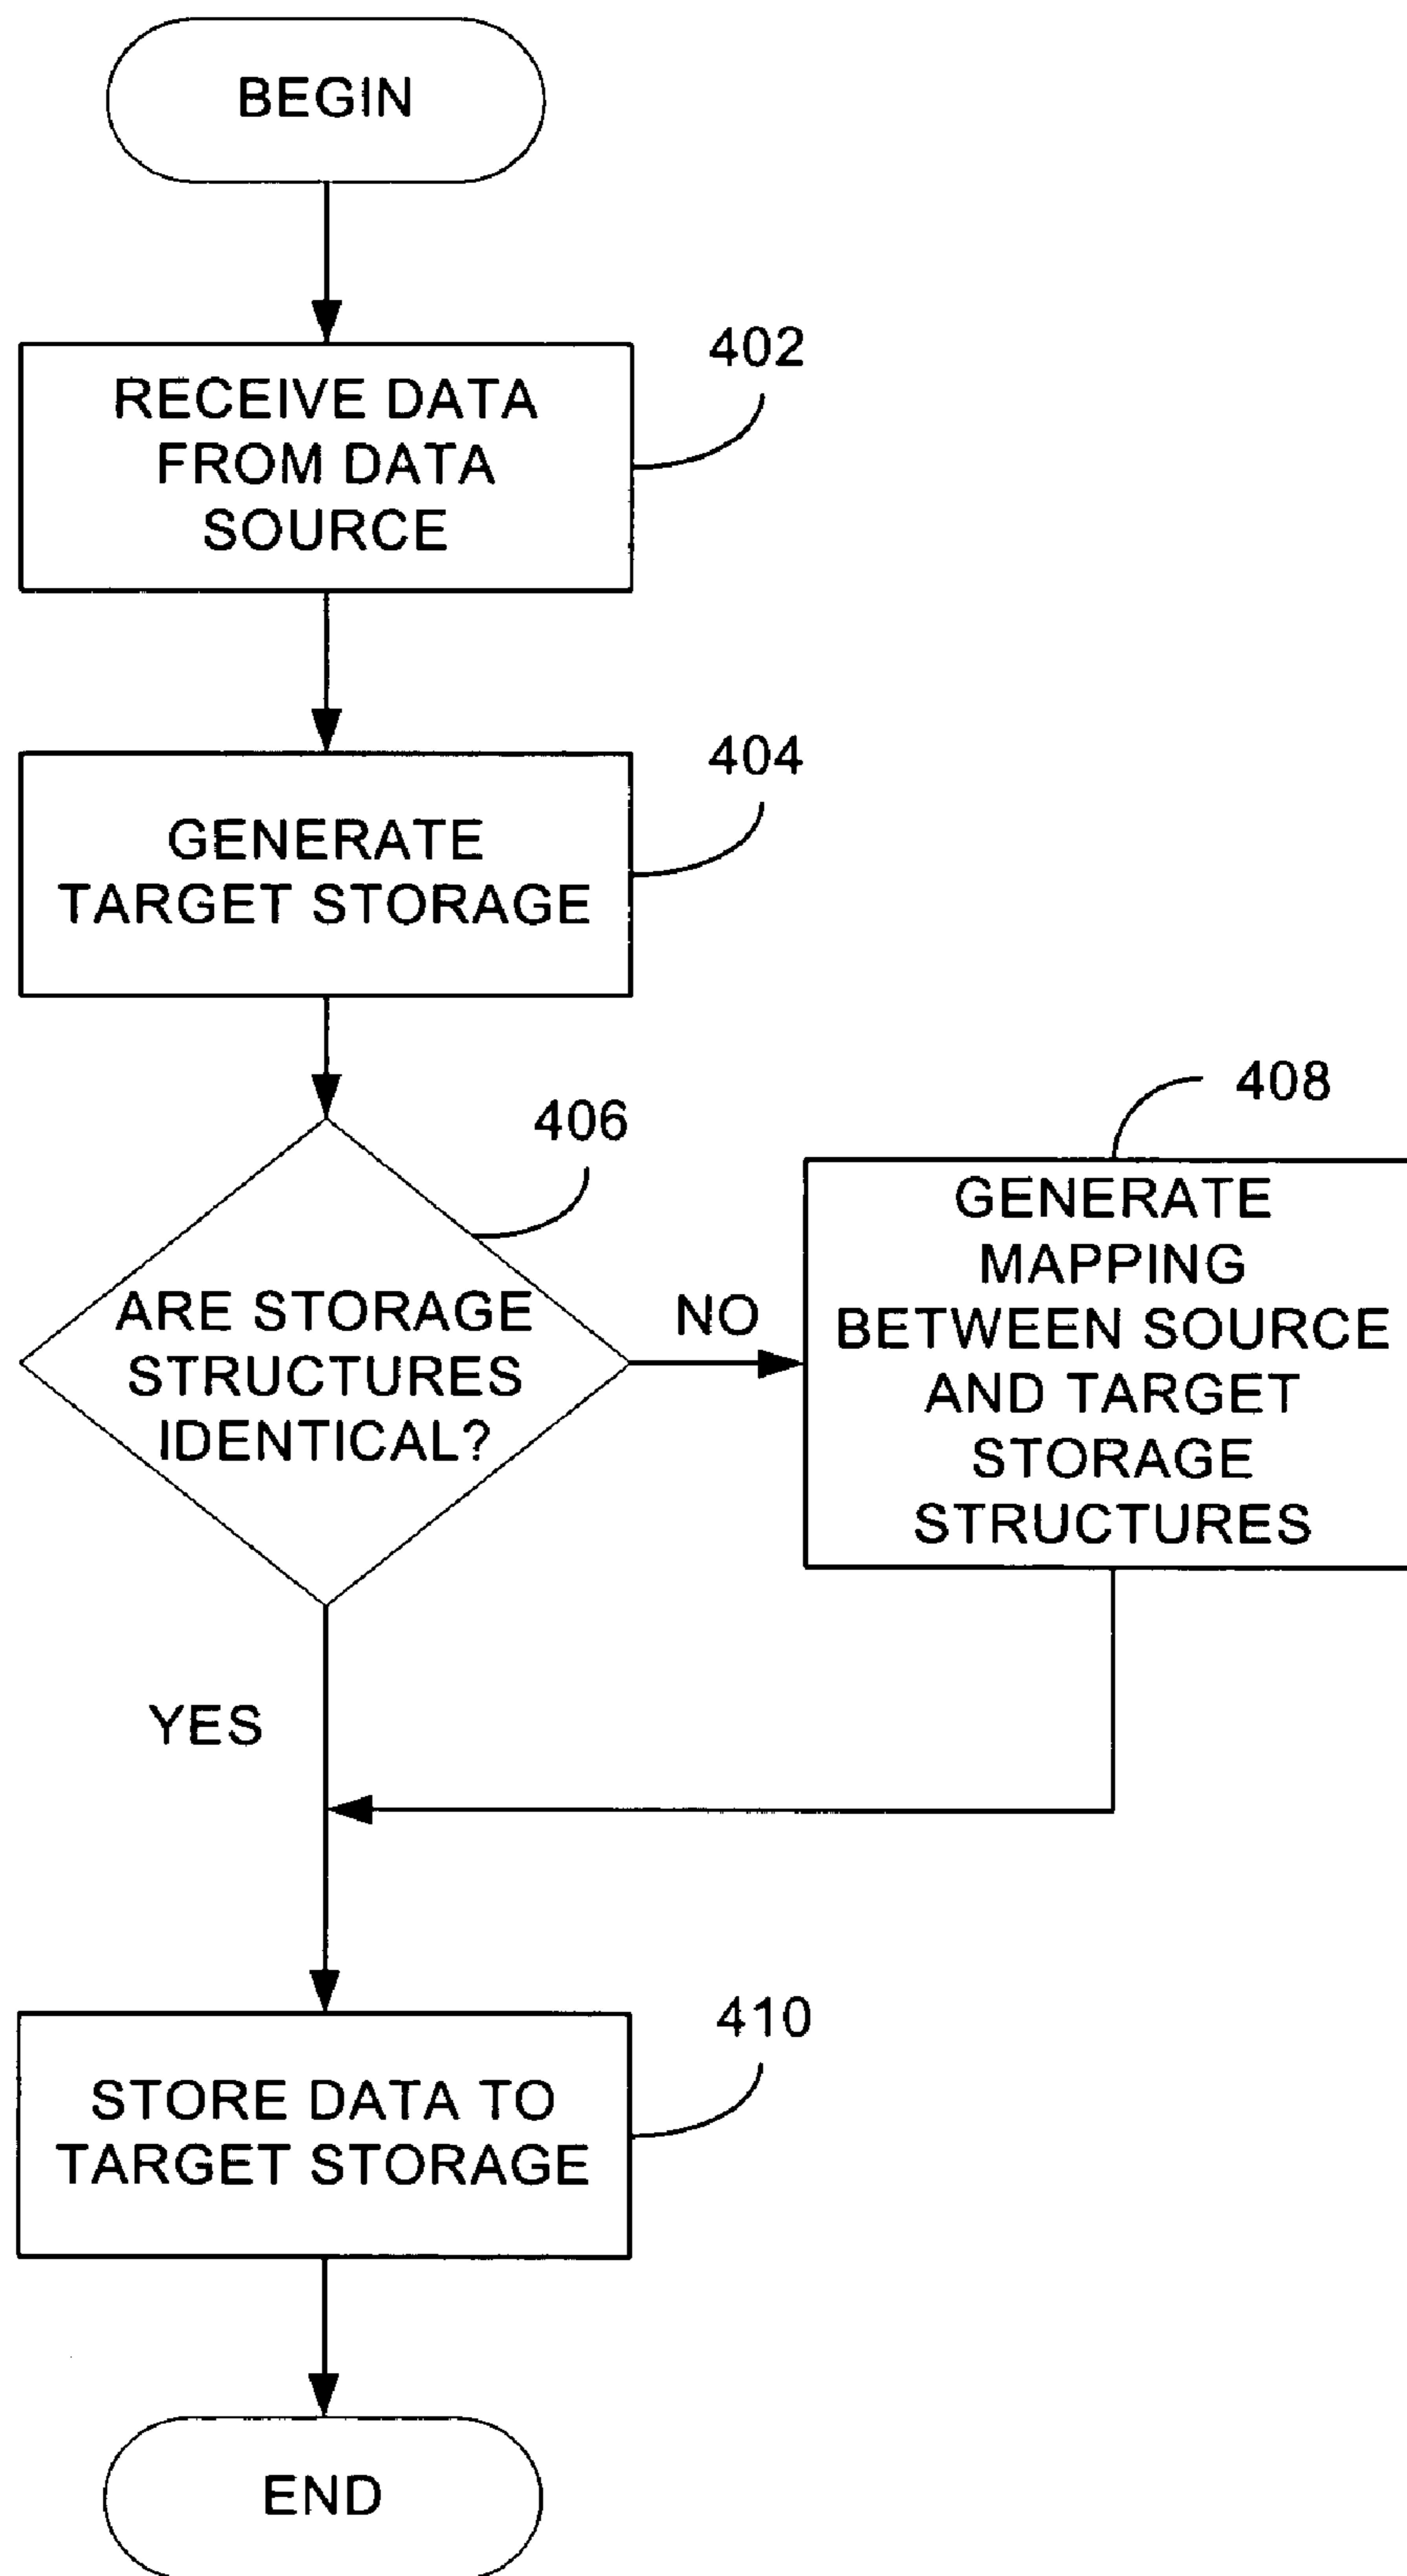 BEGIN
402
RECEIVE DATA
FROM DATA
SOURCE
404
GENERATE
TARGET STORAGE
406
ARE STORAGE
STRUCTURES
IDENTICAL?
NO
408
GENERATE
MAPPING
BETWEEN SOURCE
AND TARGET
STORAGE
STRUCTURES
YES
410
STORE DATA TO
TARGET STORAGE
END